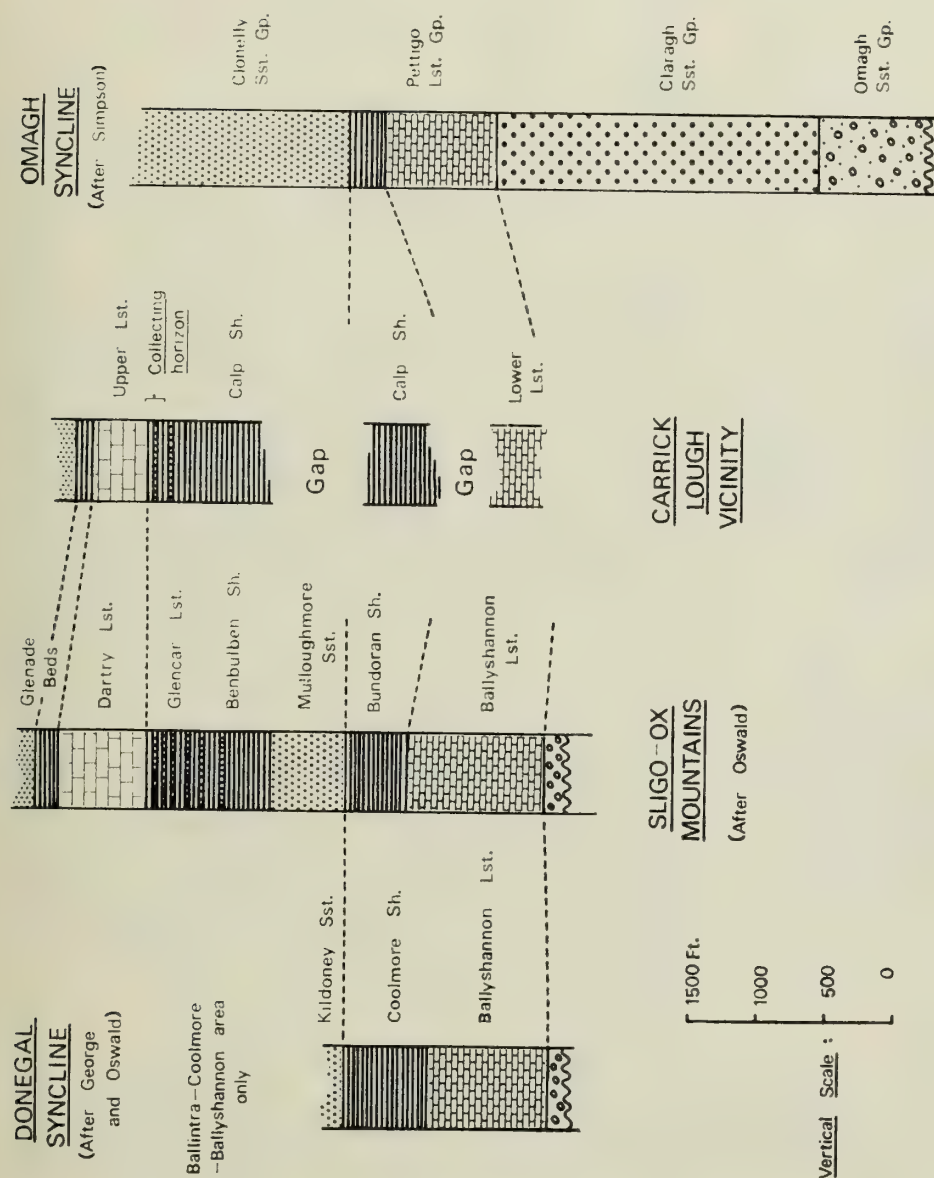 DONEGAL
SYNCLINE
(After George
and Oswald)
Ballintra–Coolmore
–Ballyshannon area
only
Kildoney Sst.
Coolmore Sh.
Ballyshannon Lst.
Vertical Scale :
1500 Ft.
1000
500
0
Glenade
Beds
Dartry Lst.
Glencar Lst.
Benbulben Sh.
Mulloughmore
Sst.
Bundoran Sh.
Ballyshannon
Lst.
SLIGO–OX
MOUNTAINS
(After Oswald)
Upper Lst.
Collecting
horizon
Calp Sh.
Gap
Calp Sh.
Gap
Lower
Lst.
CARRICK
LOUGH
VICINITY
OMAGH
SYNCLINE
(After Simpson)
Clonelly
Sst. Gp.
Pettigo
Lst. Gp.
Claragh
Sst. Gp.
Omagh
Sst. Gp.